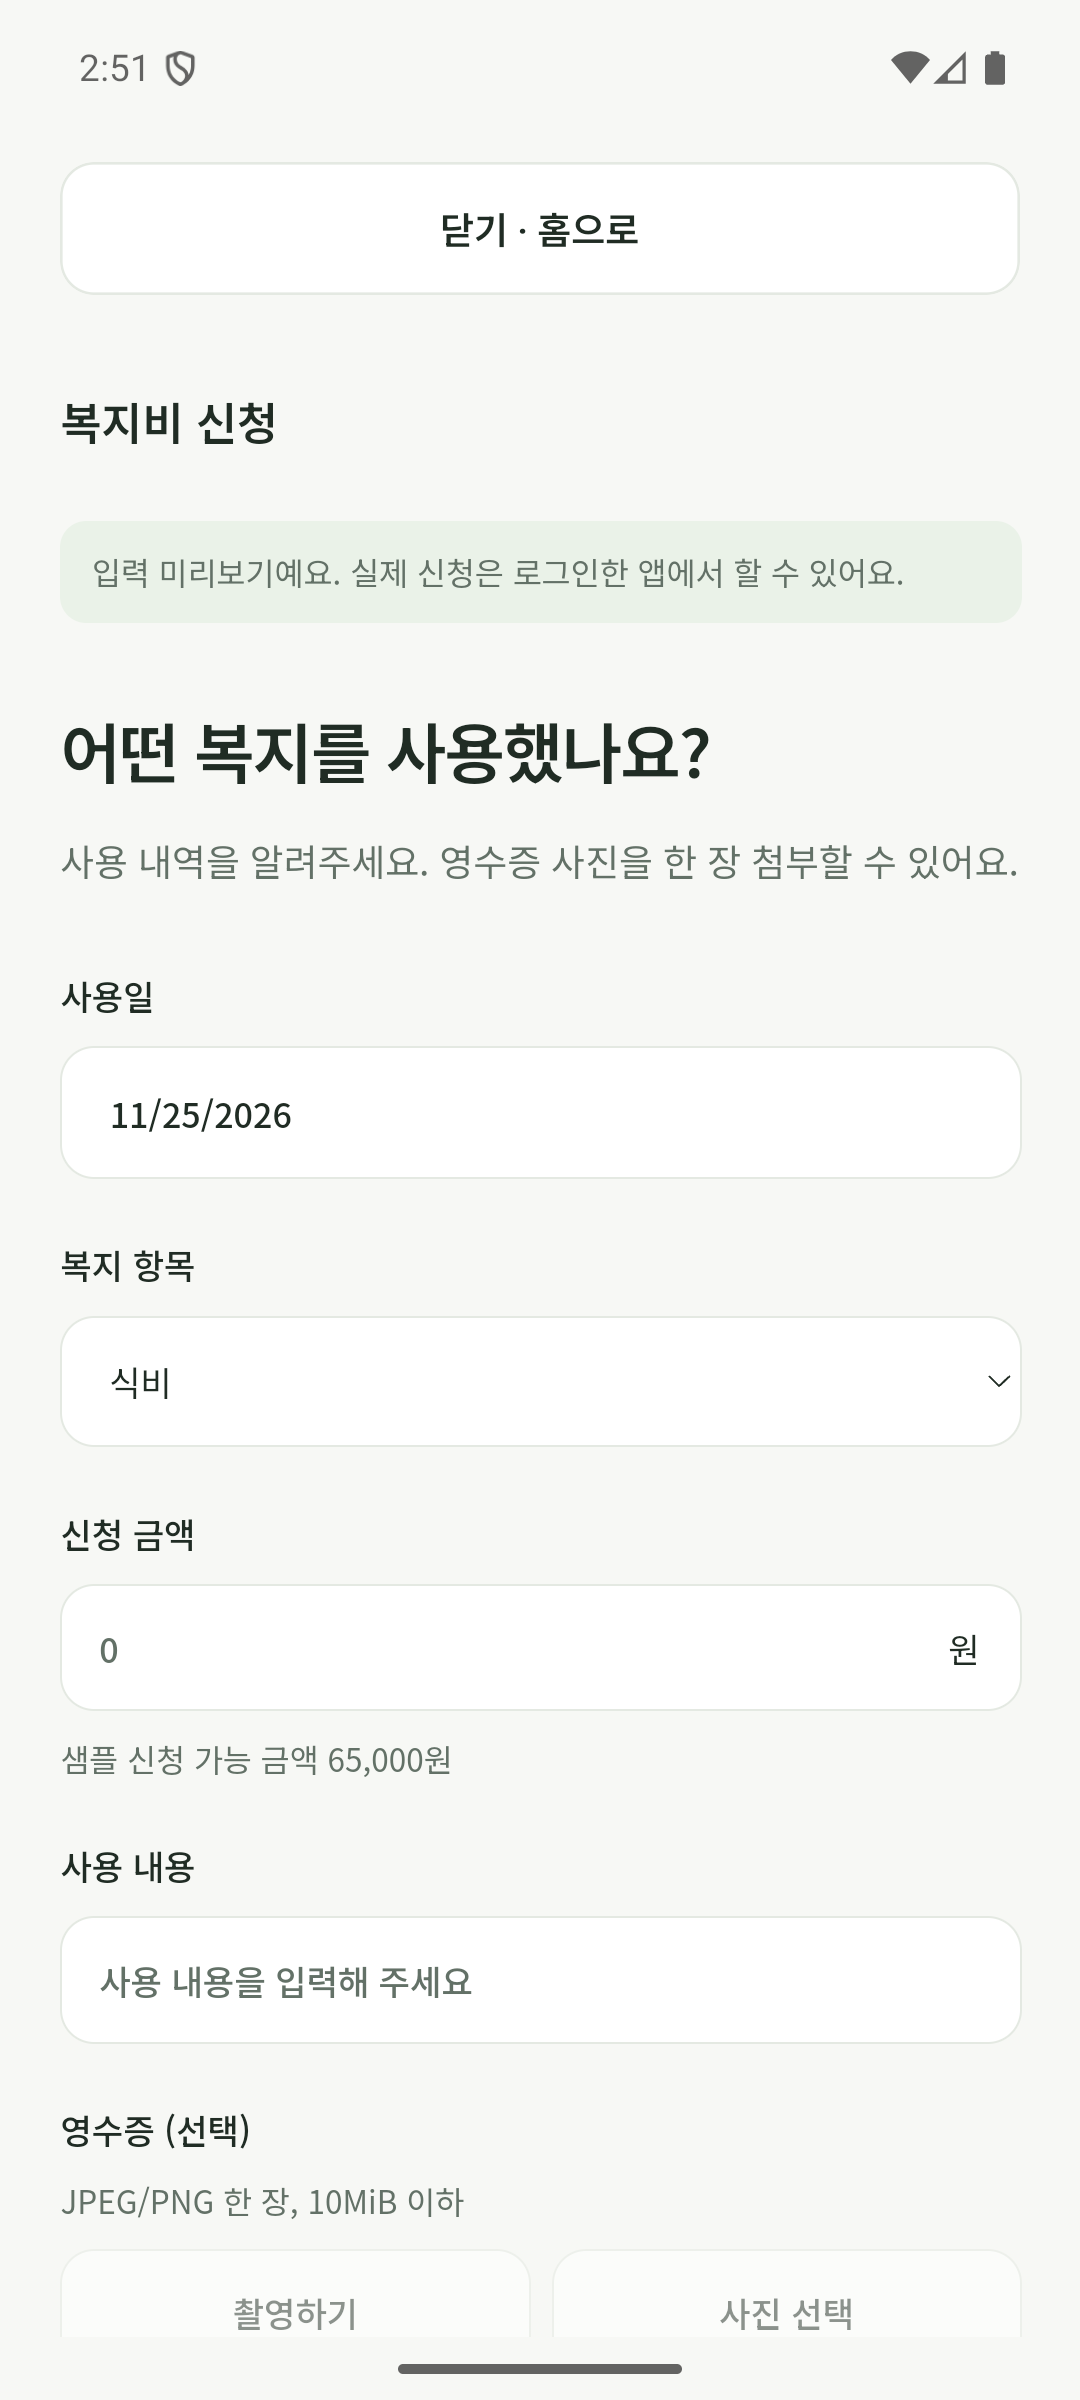 2:51
닫기 · 홈으로
복지비 신청
입력 미리보기예요. 실제 신청은 로그인한 앱에서 할 수 있어요.
어떤 복지를 사용했나요?
사용 내역을 알려주세요. 영수증 사진을 한 장 첨부할 수 있어요.
사용일
11/25/2026
복지 항목
식비
신청 금액
0 원
샘플 신청 가능 금액 65,000원
사용 내용
사용 내용을 입력해 주세요
영수증 (선택)
JPEG/PNG 한 장, 10MiB 이하
촬영하기 사진 선택